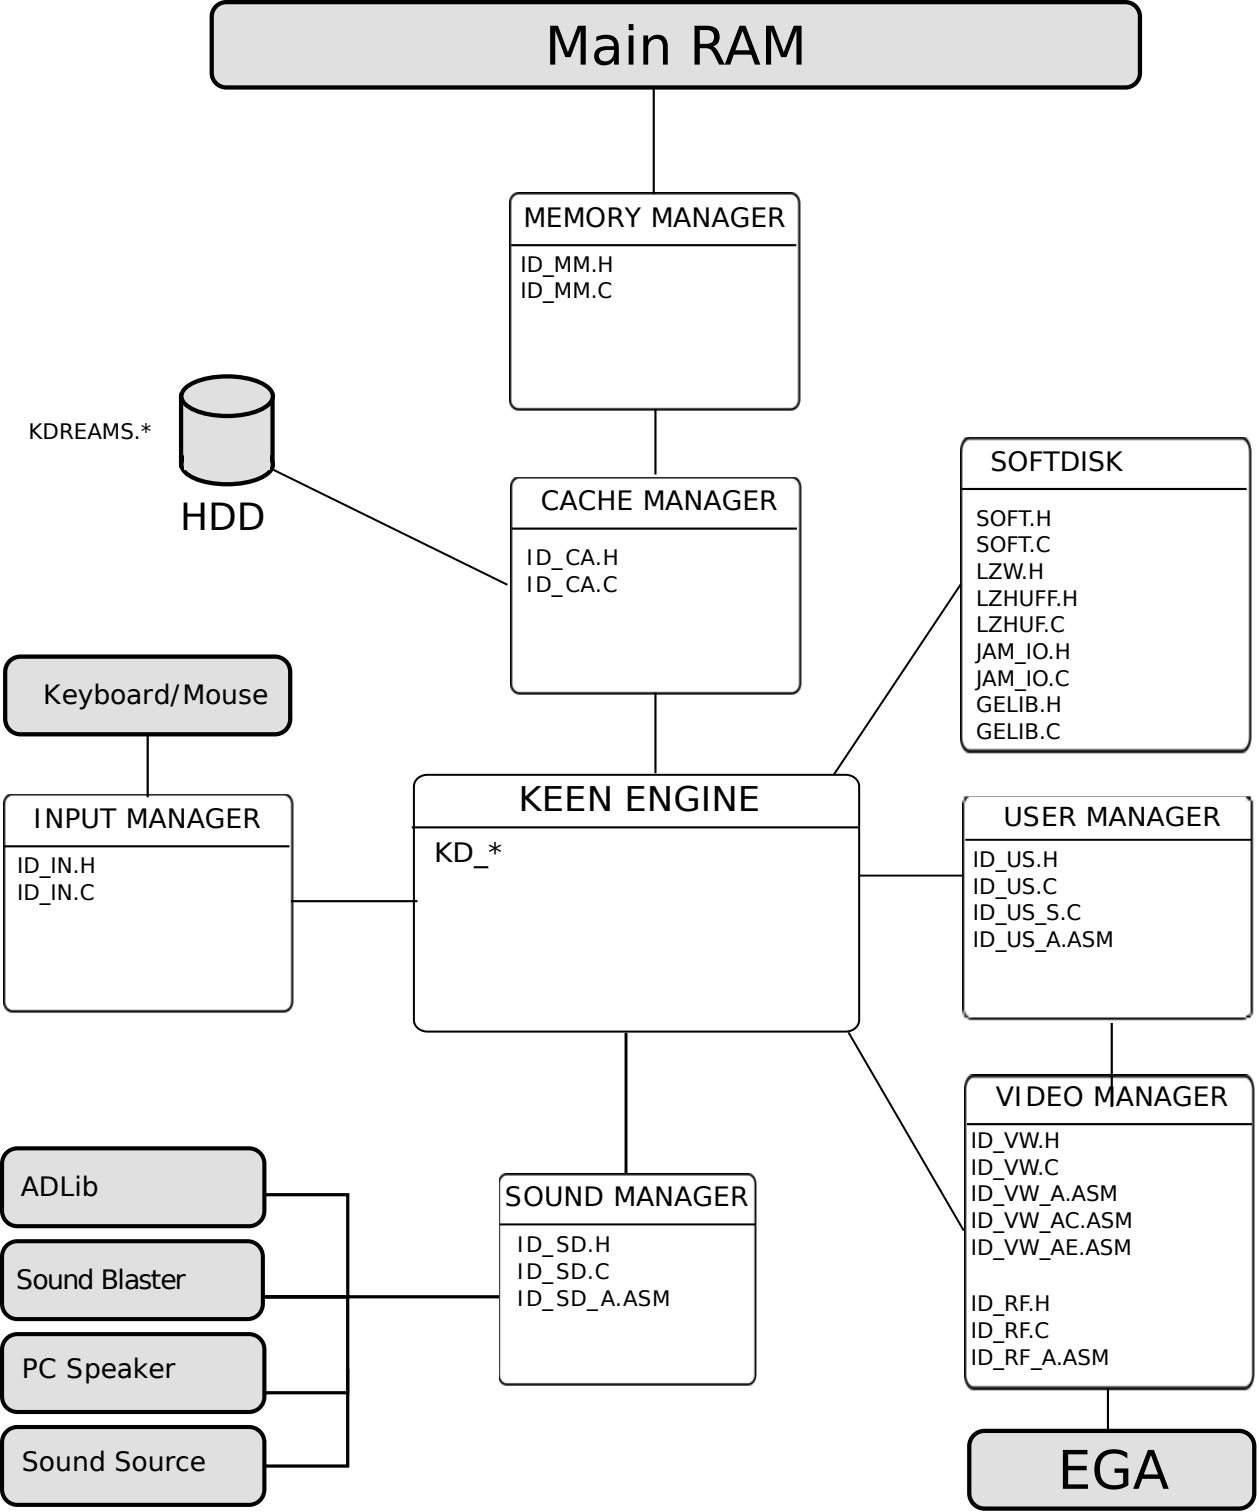 Main RAM
MEMORY MANAGER
ID_MM.H
ID_MM.C
KDREAMS.*
HDD
CACHE MANAGER
ID_CA.H
ID_CA.C
SOFTDISK
SOFT.H
SOFT.C
LZW.H
LZHUFF.H
LZHUF.C
JAM_IO.H
JAM_IO.C
GELIB.H
GELIB.C
Keyboard/Mouse
INPUT MANAGER
ID_IN.H
ID_IN.C
KEEN ENGINE
KD_*
USER MANAGER
ID_US.H
ID_US.C
ID_US_S.C
ID_US_A.ASM
VIDEO MANAGER
ID_VW.H
ID_VW.C
ID_VW_A.ASM
ID_VW_AC.ASM
ID_VW_AE.ASM
ID_RF.H
ID_RF.C
ID_RF_A.ASM
ADLib
Sound Blaster
PC Speaker
Sound Source
SOUND MANAGER
ID_SD.H
ID_SD.C
ID_SD_A.ASM
EGA